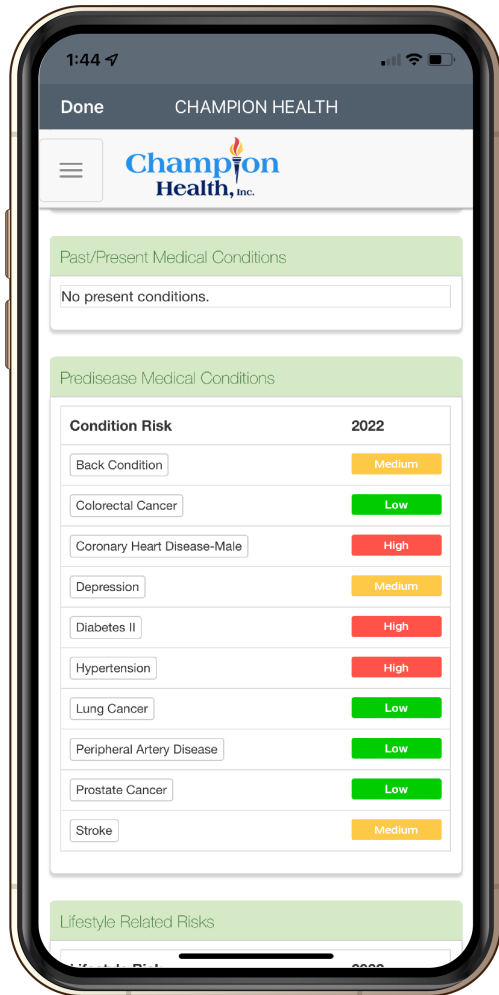 1:44
Done CHAMPION HEALTH
Champion
Health, Inc.
Past/Present Medical Conditions
No present conditions.
Predisease Medical Conditions
Condition Risk 2022
Back Condition Medium
Colorectal Cancer Low
Coronary Heart Disease-Male High
Depression Medium
Diabetes II High
Hypertension High
Lung Cancer Low
Peripheral Artery Disease Low
Prostate Cancer Low
Stroke Medium
Lifestyle Related Risks